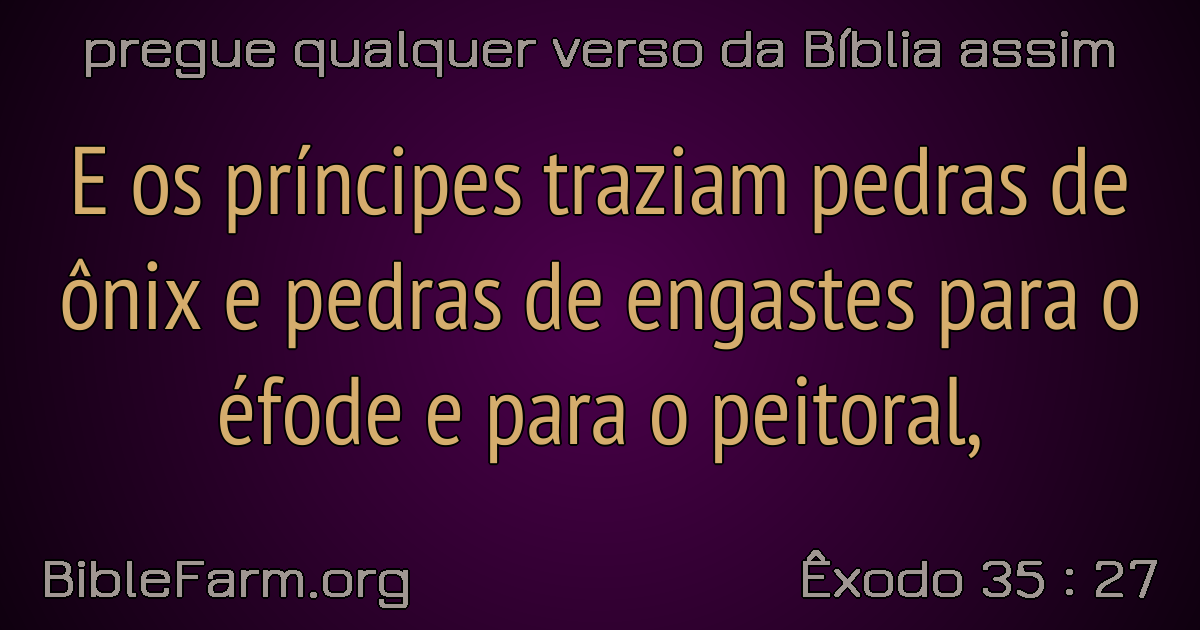 pregue qualquer verso da Bíblia assim
E os príncipes traziam pedras de
ônix e pedras de engastes para o
éfode e para o peitoral,
BibleFarm.org
Êxodo 35 : 27